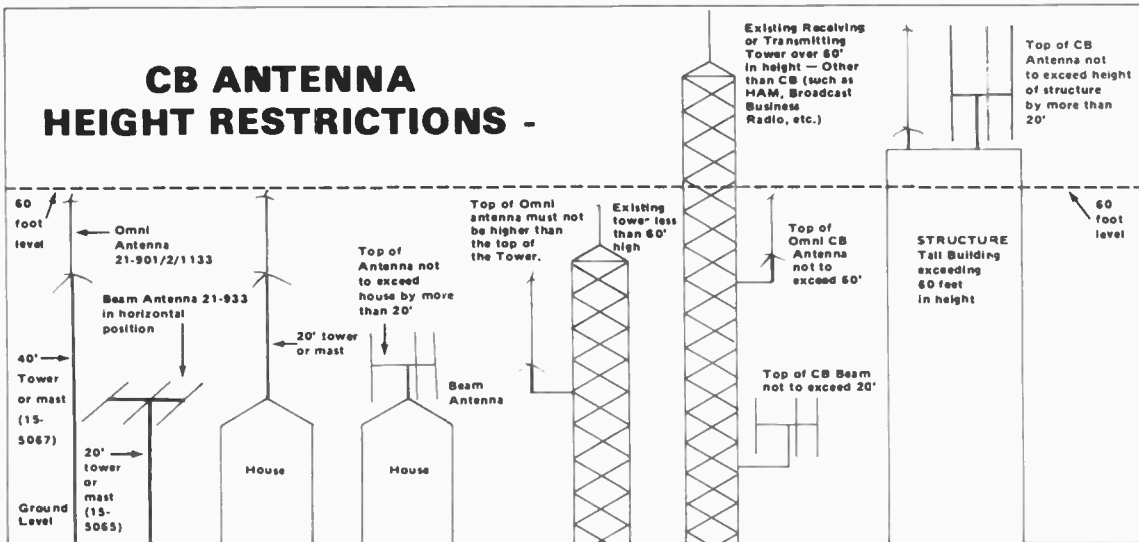 CB ANTENNA
HEIGHT RESTRICTIONS -
60
foot
level
Omni
Antenna
21-901/2/1133
Beam Antenna 21-933
in horizontal
position
40'
Tower
or mast
(15-
5067)
20'
tower
or
mast
(15-
5065)
Ground
Level
20' tower
or mast
House
Top of
Antenna not
to exceed
house by more
than 20'
Beam
Antenna
House
Top of Omni
antenna must not
be higher than
the top of
the Tower.
Existing
tower less
than 60'
high
Existing Receiving
or Transmitting
Tower over 60'
in height — Other
than CB (such as
HAM, Broadcast
Business
Radio, etc.)
Top of
Omni CB
Antenna
not to
exceed 60'
Top of CB Beam
not to exceed 20'
Top of CB
Antenna not
to exceed height
of structure
by more than
20'
STRUCTURE
Tall Building
exceeding
60 feet
in height
60
foot
level